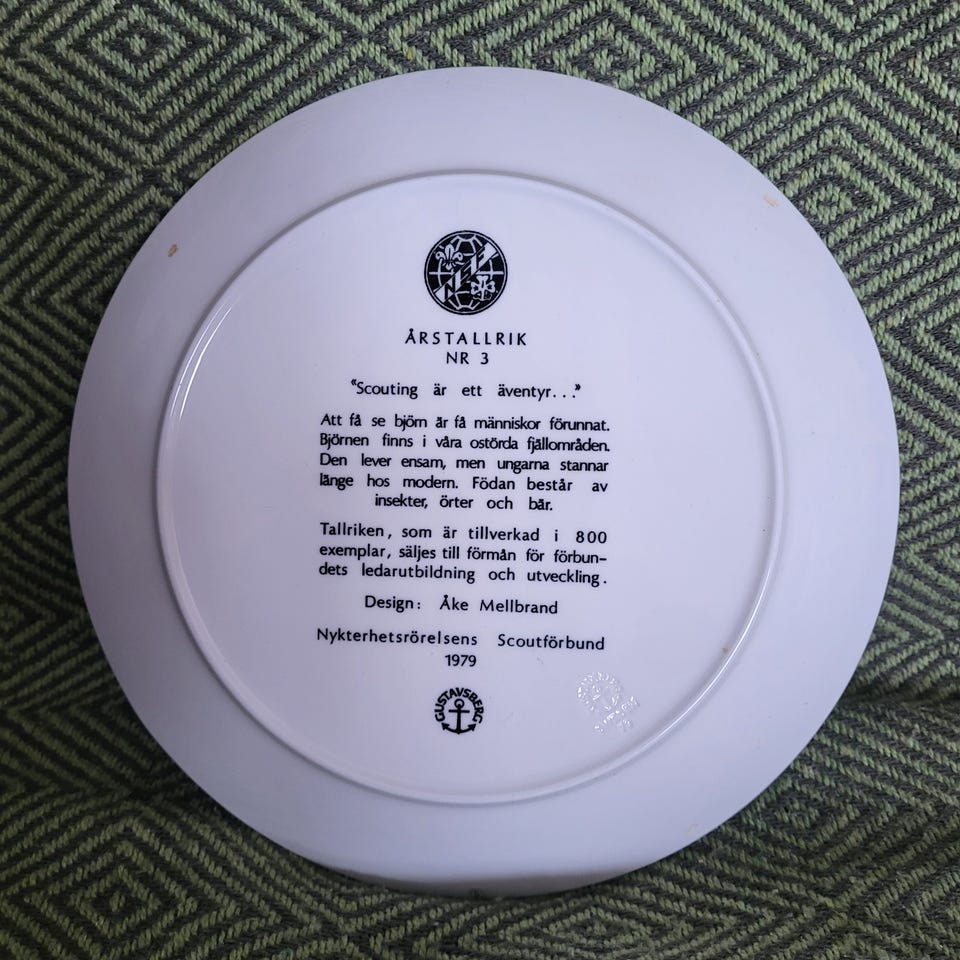 ÅRSTALLRIK
NR 3
“Scouting är ett äventyr...”
Att få se björn är få människor förunnat.
Björnen finns i våra ostörda fjällområden.
Den lever ensam, men ungarna stannar
länge hos modern. Födan består av
insekter, örter och bär.
Tallriken, som är tillverkad i 800
exemplar, säljes till förmån för förbun-
dets ledarutbildning och utveckling.
Design: Åke Mellbrand
Nykterhetsrörelsens Scoutförbund
1979
GUSTAVSBERG